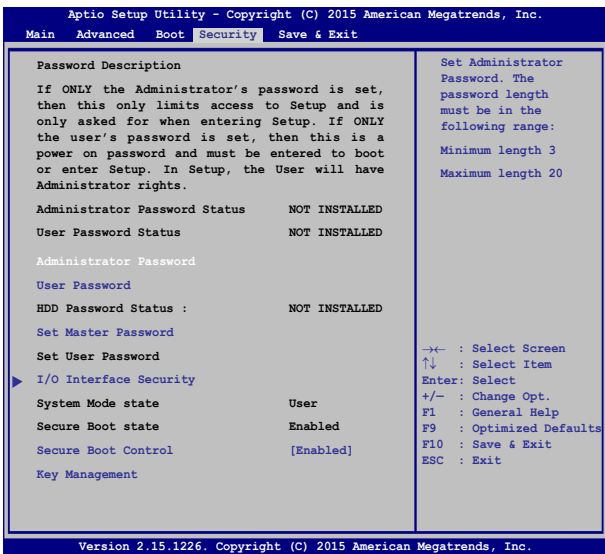 Aptio Setup Utility - Copyright (C) 2015 American Megatrends, Inc.
Main Advanced Boot Security Save & Exit
Password Description
If ONLY the Administrator's password is set,
then this only limits access to Setup and is
only asked for when entering Setup. If ONLY
the user's password is set, then this is a
power on password and must be entered to boot
or enter Setup. In Setup, the User will have
Administrator rights.
Administrator Password Status NOT INSTALLED
User Password Status NOT INSTALLED
Administrator Password
User Password
HDD Password Status : NOT INSTALLED
Set Master Password
Set User Password
I/O Interface Security
System Mode state User
Secure Boot state Enabled
Secure Boot Control [Enabled]
Key Management
Set Administrator
Password. The
password length
must be in the
following range:
Minimum length 3
Maximum length 20
→← : Select Screen
↑↓ : Select Item
Enter: Select
+/— : Change Opt.
F1 : General Help
F9 : Optimized Defaults
F10 : Save & Exit
ESC : Exit
Version 2.15.1226. Copyright (C) 2015 American Megatrends, Inc.